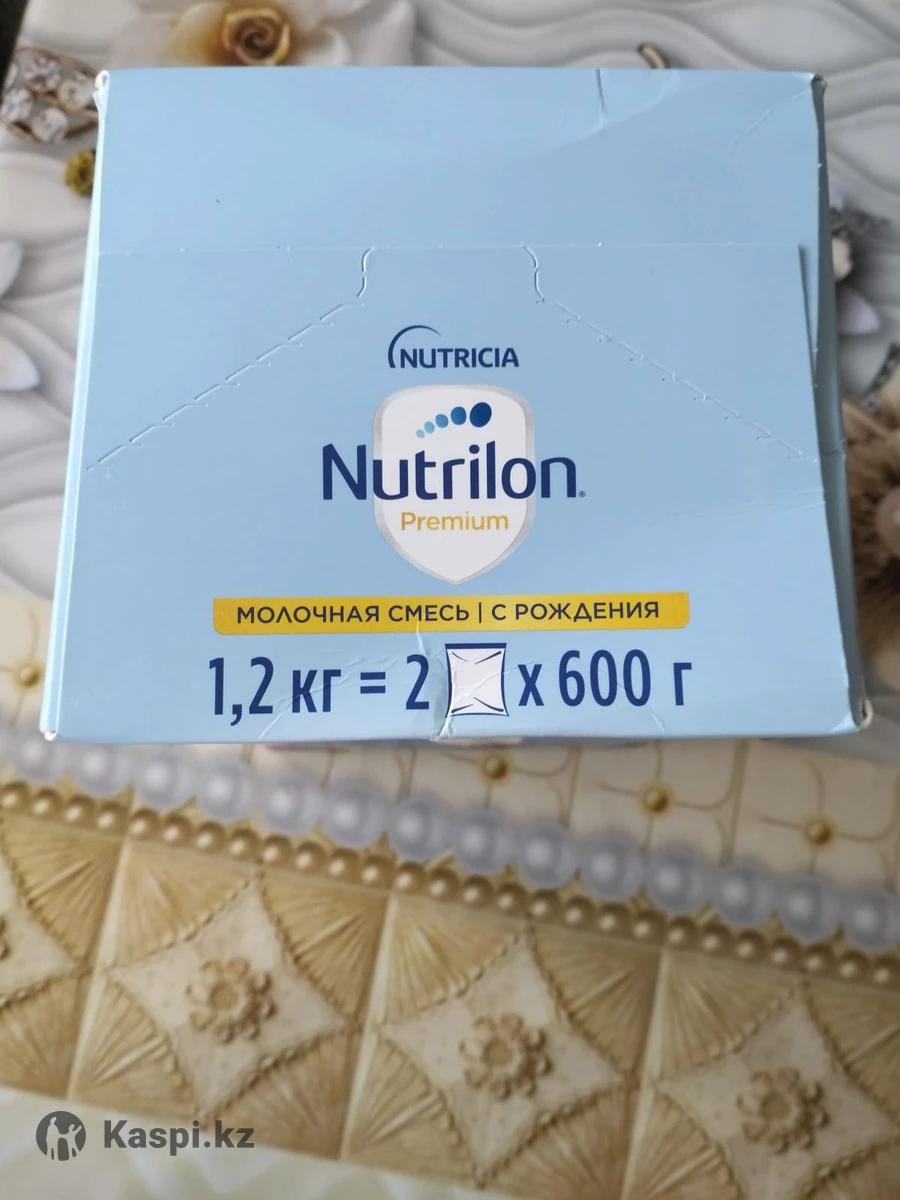 NUTRICIA
Nutrilon®
Premium
МОЛОЧНАЯ СМЕСЬ | С РОЖДЕНИЯ
1,2 кг = 2 x 600 г
Kaspi.kz